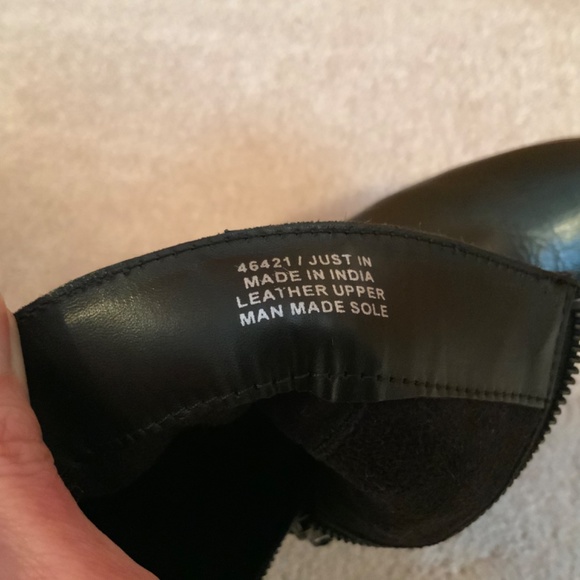 46421 / JUST IN
MADE IN INDIA
LEATHER UPPER
MAN MADE SOLE